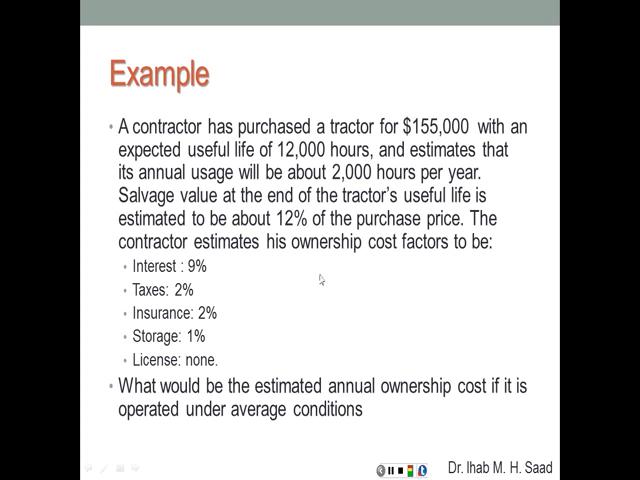 Example
• A contractor has purchased a tractor for $155,000 with an
expected useful life of 12,000 hours, and estimates that
its annual usage will be about 2,000 hours per year.
Salvage value at the end of the tractor's useful life is
estimated to be about 12% of the purchase price. The
contractor estimates his ownership cost factors to be:
• Interest : 9%
• Taxes: 2%
• Insurance: 2%
• Storage: 1%
• License: none.
• What would be the estimated annual ownership cost if it is
operated under average conditions
Dr. Ihab M. H. Saad